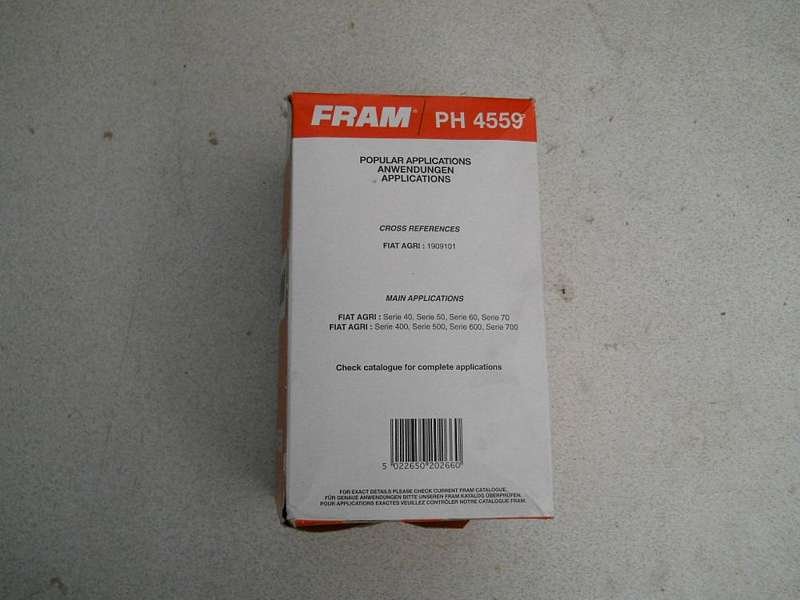 FRAM® PH 4559
POPULAR APPLICATIONS
ANWENDUNGEN
APPLICATIONS
CROSS REFERENCES
FIAT AGRI : 1909101
MAIN APPLICATIONS
FIAT AGRI : Serie 40, Serie 50, Serie 60, Serie 70
FIAT AGRI : Serie 400, Serie 500, Serie 600, Serie 700
Check catalogue for complete applications
5 022650 202660
FOR EXACT DETAILS PLEASE CHECK CURRENT FRAM CATALOGUE.
FÜR GENAUE ANWENDUNGEN BITTE UNSEREN FRAM KATALOG ÜBERPRÜFEN.
POUR APPLICATIONS EXACTES VEUILLEZ CONTRÔLER NOTRE CATALOGUE FRAM.